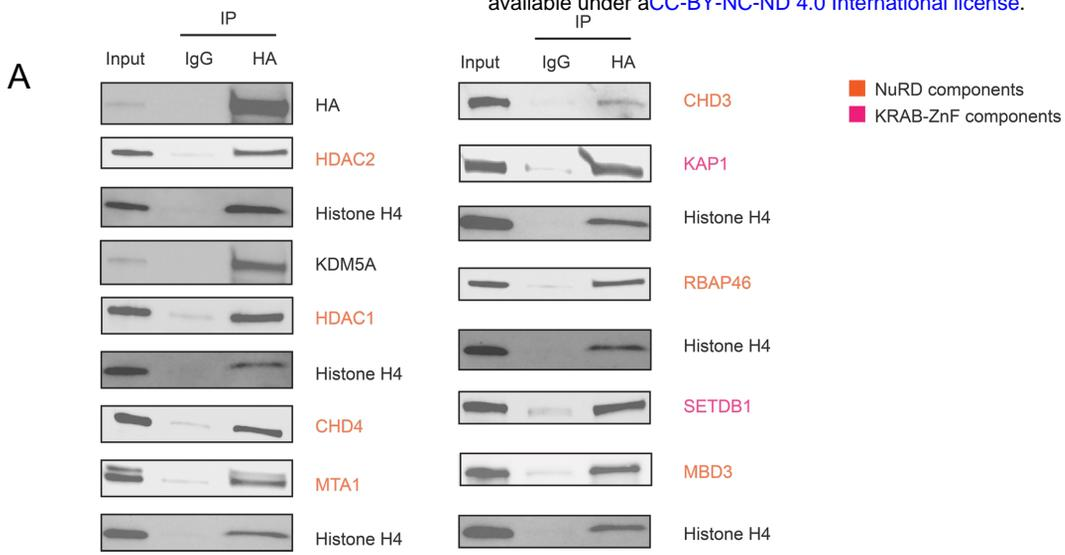 available under aCC-BY-NC-ND 4.0 International license.
A
IP
Input IgG HA
HA
HDAC2
Histone H4
KDM5A
HDAC1
Histone H4
CHD4
MTA1
Histone H4
IP
Input IgG HA
CHD3
KAP1
Histone H4
RBAP46
Histone H4
SETDB1
MBD3
Histone H4
NuRD components
KRAB-ZnF components